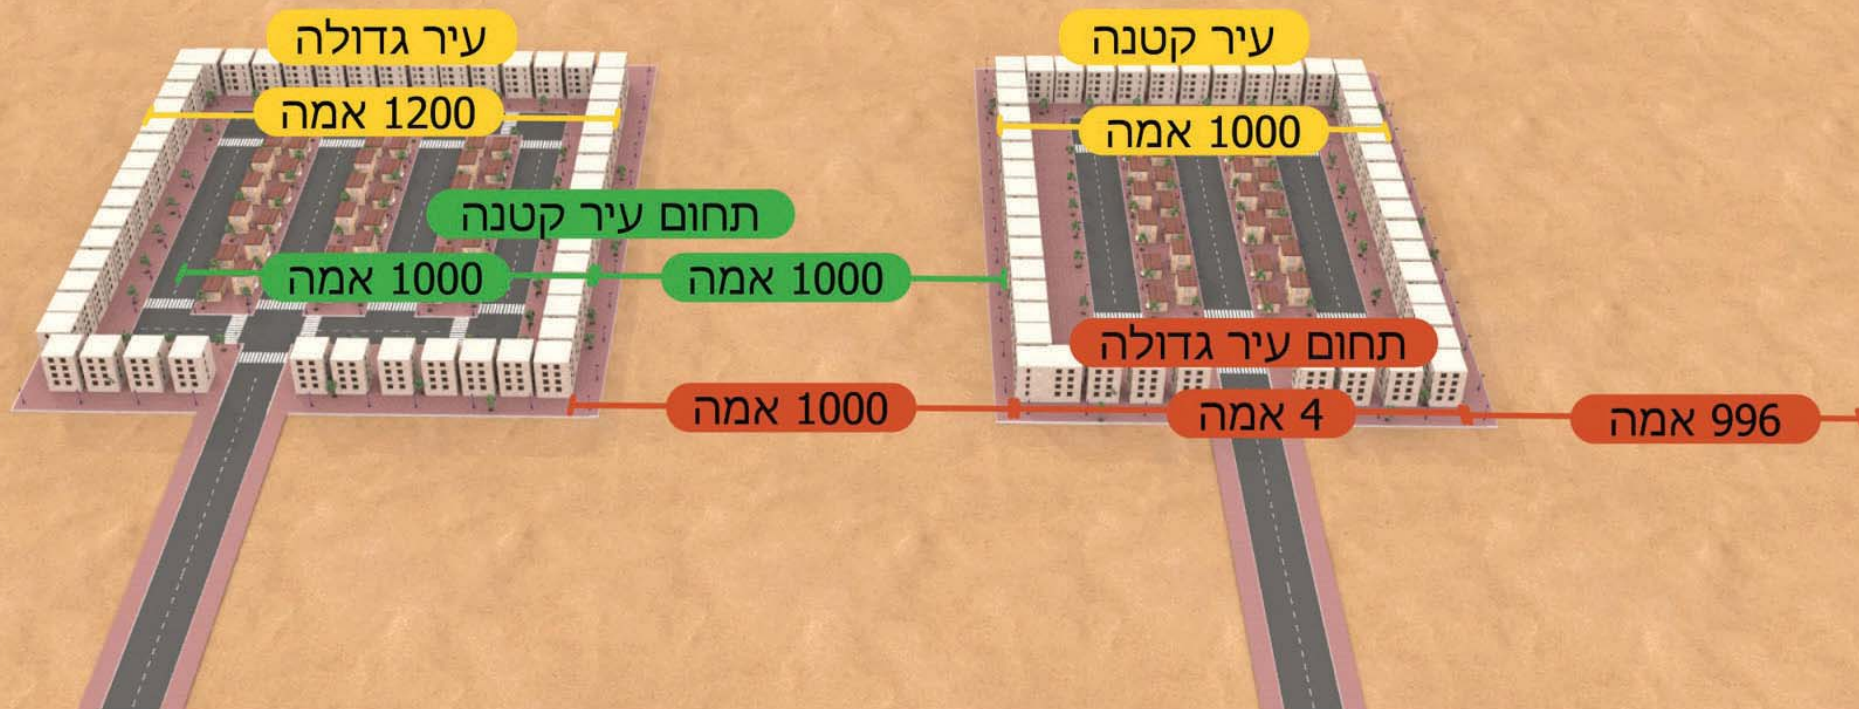 עיר קטנה
עיר גדולה
1000 אמה
1200 אמה
תחום עיר קטנה
1000 אמה
1000 אמה
תחום עיר גדולה
996 אמה
4 אמה
1000 אמה